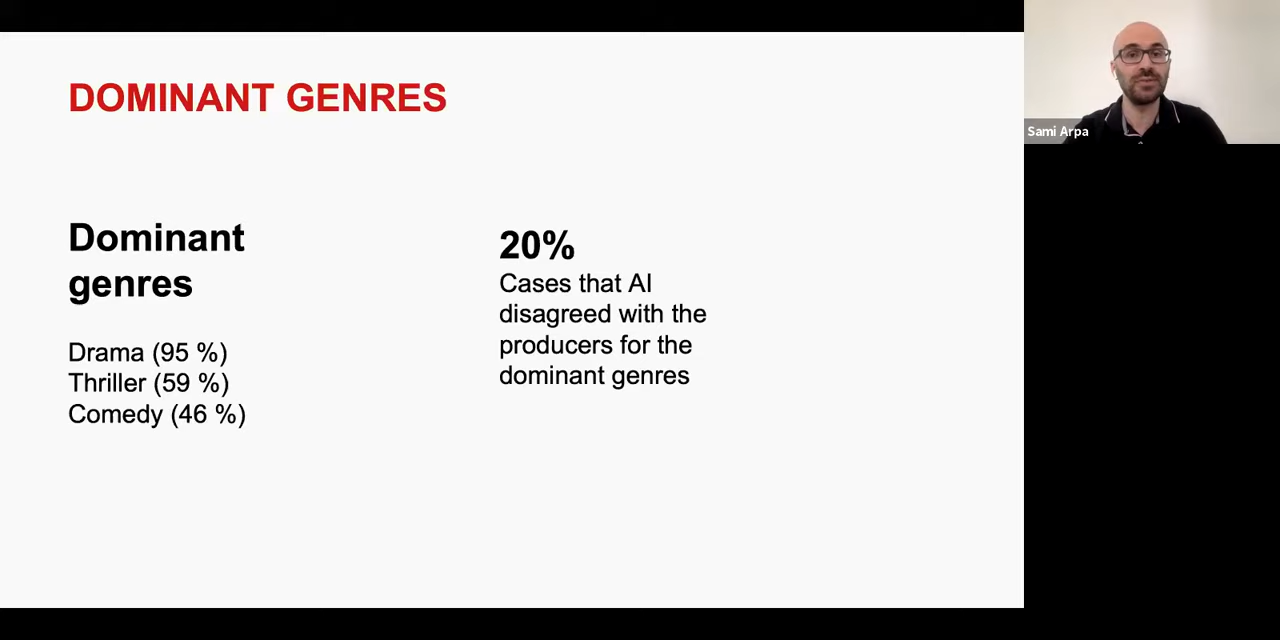 DOMINANT GENRES
Dominant
genres
Drama (95 %)
Thriller (59 %)
Comedy (46 %)
20%
Cases that AI
disagreed with the
producers for the
dominant genres
Sami Arpa